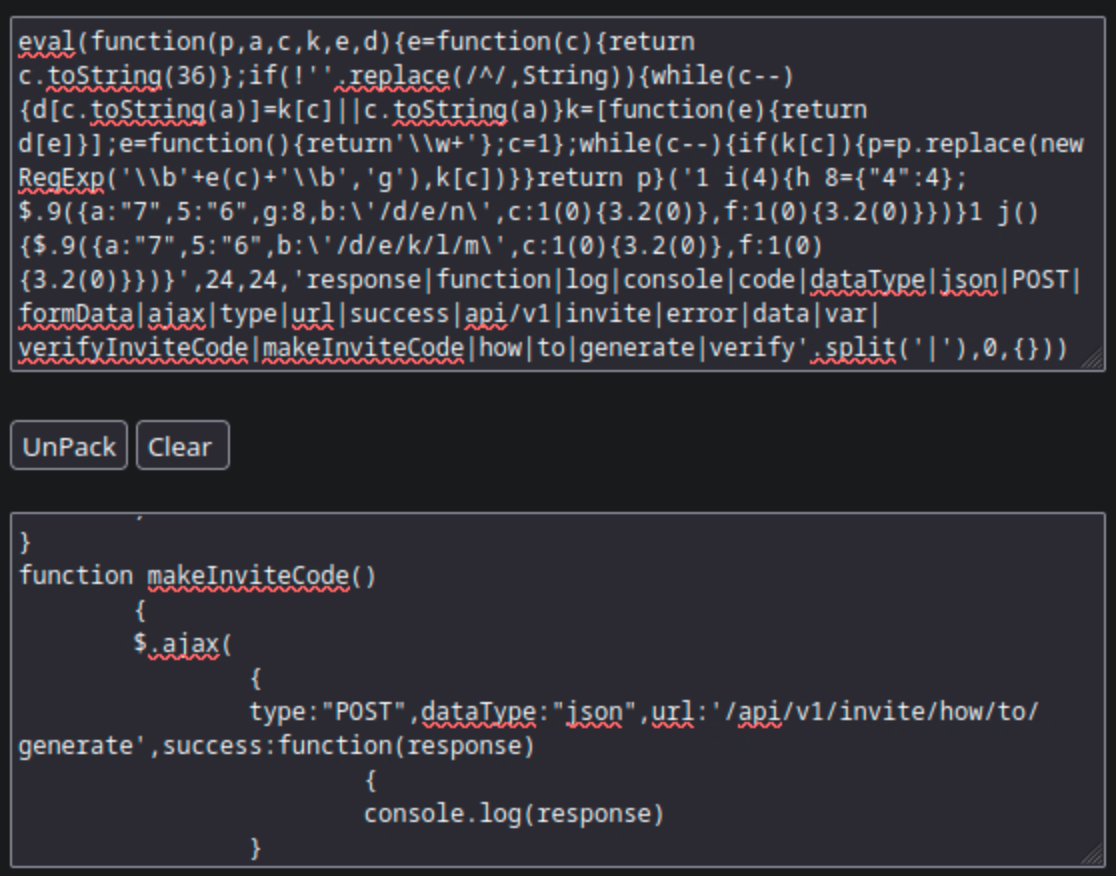 eval(function(p,a,c,k,e,d){e=function(c){return
c.toString(36)};if(!''.replace(/^/,String)){while(c--)
{d[c.toString(a)]=k[c]||c.toString(a)}k=[function(e){return
d[e]}];e=function(){return'\\w+'};c=1};while(c--){if(k[c]){p=p.replace(new
RegExp('\\b'+e(c)+'\\b','g'),k[c])}}return p}('1 i(4){h 8={"4":4};
$.9({a:"7",5:"6",g:8,b:\'/d/e/n\',c:1(0){3.2(0)},f:1(0){3.2(0)}})}1 j()
{$.9({a:"7",5:"6",b:\'/d/e/k/l/m\',c:1(0){3.2(0)},f:1(0)
{3.2(0)}})}',24,24,'response|function|log|console|code|dataType|json|POST|
formData|ajax|type|url|success|api/v1|invite|error|data|var|
verifyInviteCode|makeInviteCode|how|to|generate|verify'.split('|'),0,{}))
UnPack Clear
}
function makeInviteCode()
{
$.ajax(
{
type:"POST",dataType:"json",url:'/api/v1/invite/how/to/
generate',success:function(response)
{
console.log(response)
}